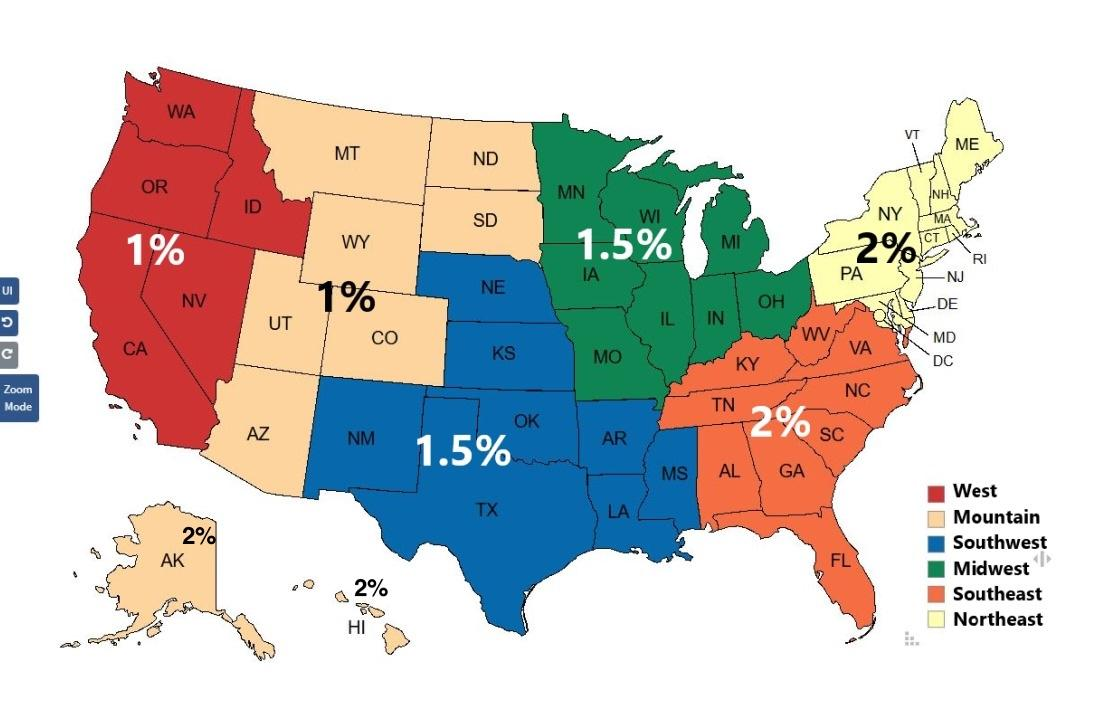 WA
MT
ND
MN
VT
ME
OR
ID
SD
WI
MI
NY
NH
MA
CT
RI
1%
WY
1.5%
2%
UI
NV
UT
1%
CO
NE
IA
IL
IN
OH
PA
NJ
DE
MD
DC
CA
KS
MO
KY
WV
VA
Zoom
Mode
AZ
NM
OK
AR
TN
NC
2%
SC
1.5%
TX
LA
MS
AL
GA
FL
AK
2%
2%
HI
West
Mountain
Southwest
Midwest
Southeast
Northeast